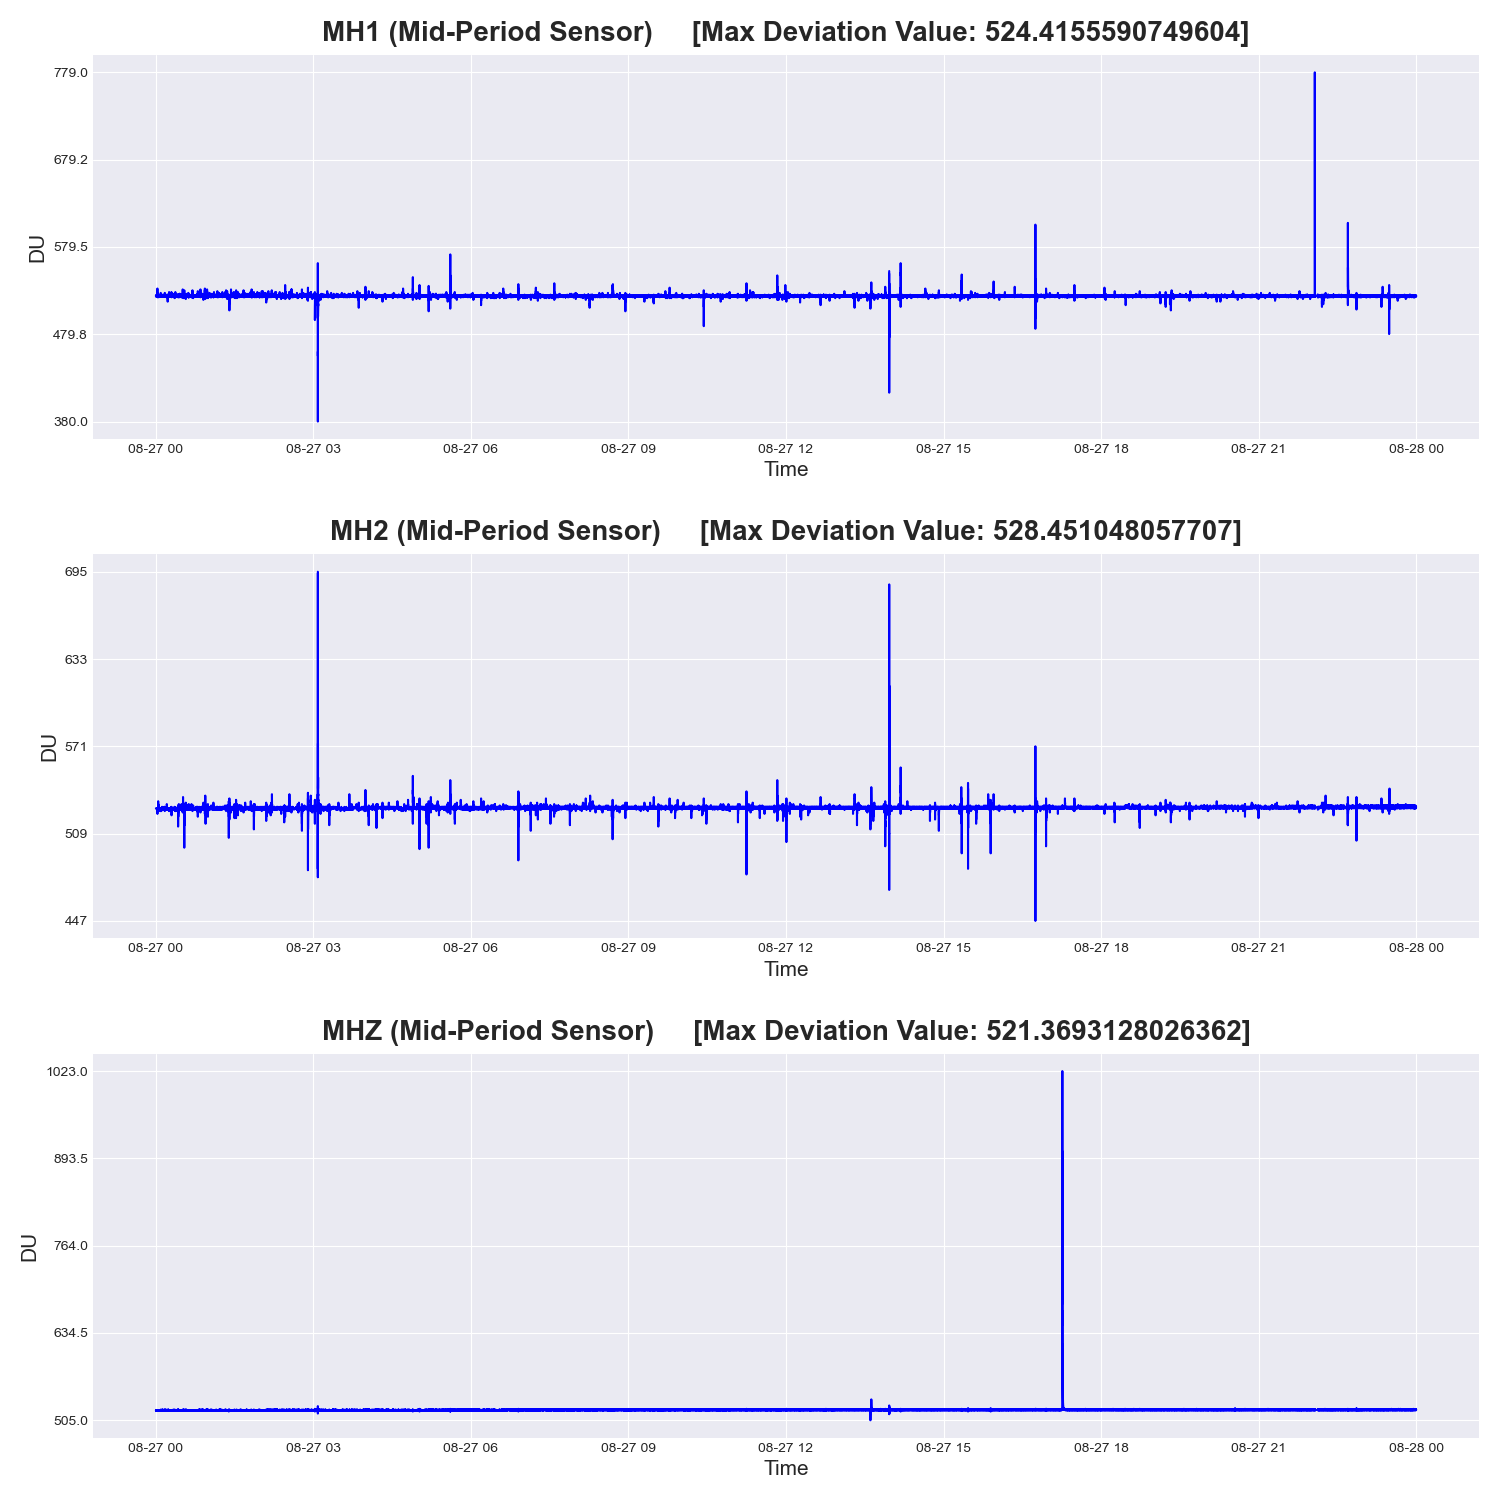 MH1 (Mid-Period Sensor) [Max Deviation Value: 524.4155590749604]
779.0
679.2
579.5
479.8
380.0
DU
08-27 00 08-27 03 08-27 06 08-27 09 08-27 12 08-27 15 08-27 18 08-27 21 08-28 00
Time
MH2 (Mid-Period Sensor) [Max Deviation Value: 528.451048057707]
695
633
571
509
447
DU
08-27 00 08-27 03 08-27 06 08-27 09 08-27 12 08-27 15 08-27 18 08-27 21 08-28 00
Time
MHZ (Mid-Period Sensor) [Max Deviation Value: 521.3693128026362]
1023.0
893.5
764.0
634.5
505.0
DU
08-27 00 08-27 03 08-27 06 08-27 09 08-27 12 08-27 15 08-27 18 08-27 21 08-28 00
Time